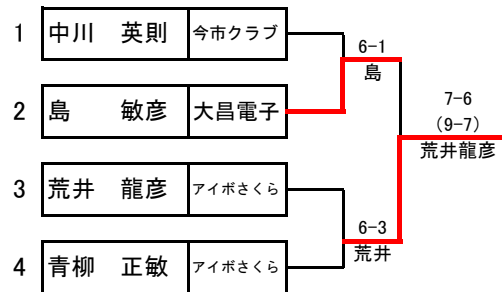 1 中川 英則 今市クラブ
6-1
島
2 島 敏彦 大昌電子
7-6
(9-7)
荒井龍彦
3 荒井 龍彦 アイボさくら
6-3
荒井
4 青柳 正敏 アイボさくら